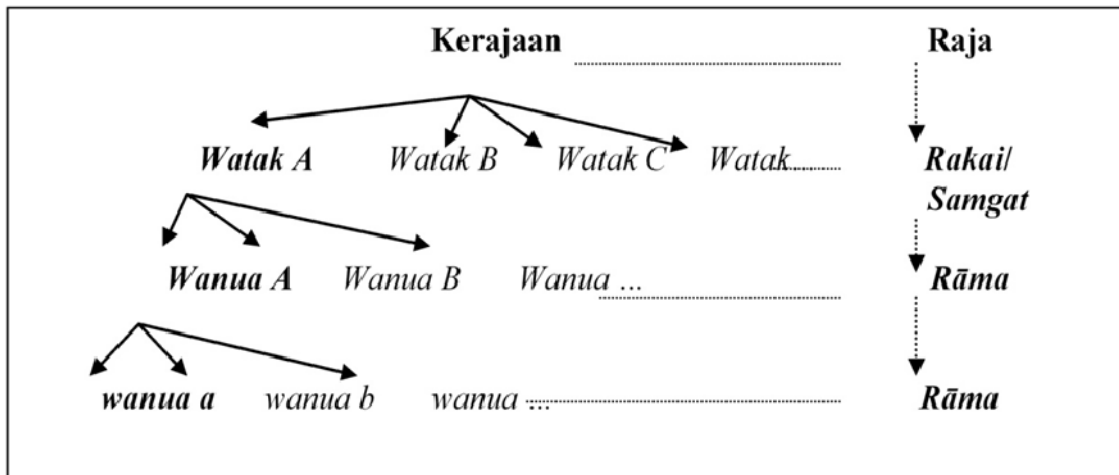 Kerajaan Raja
Watak A Watak B Watak C Watak... Rakai/
Samgat
Wanua A Wanua B Wanua ... Rāma
wanua a wanua b wanua ... Rāma